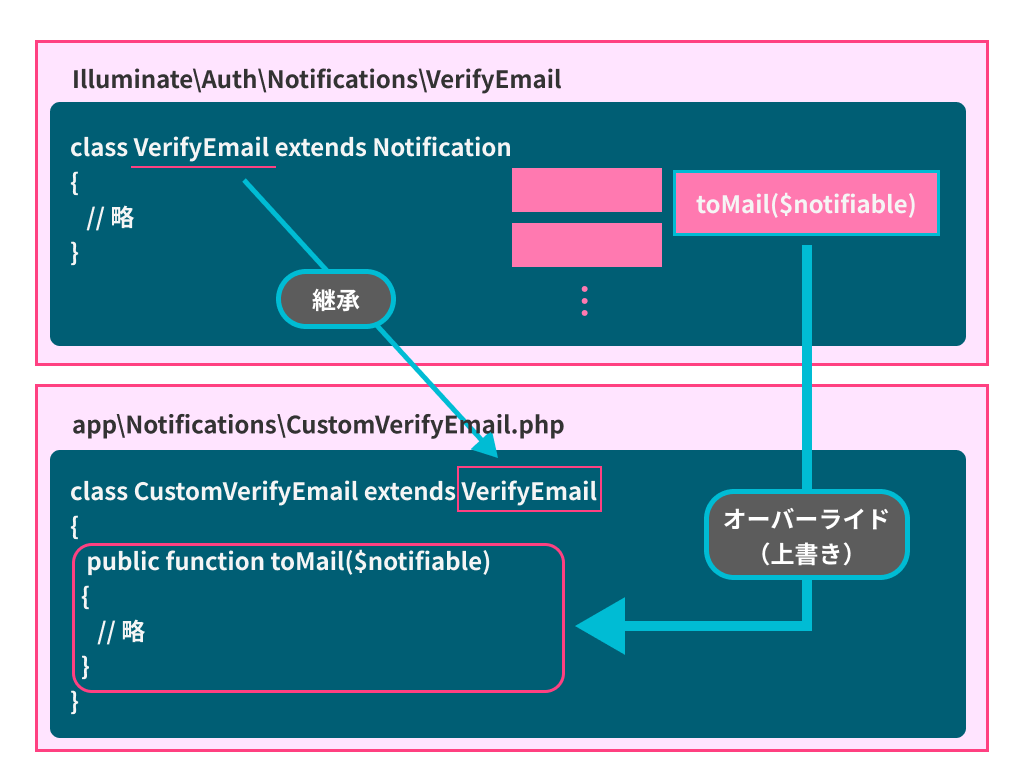 Illuminate\Auth\Notifications\VerifyEmail
class VerifyEmail extends Notification
{
// 略
}
toMail($notifiable)
継承
app\Notifications\CustomVerifyEmail.php
class CustomVerifyEmail extends VerifyEmail
{
public function toMail($notifiable)
{
// 略
}
}
オーバーライド
（上書き）